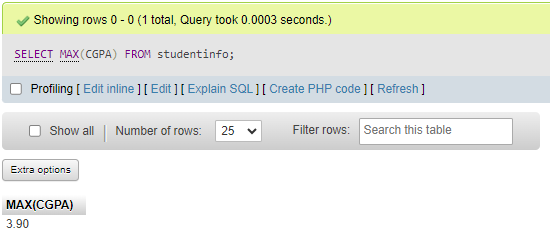 Showing rows 0 - 0 (1 total, Query took 0.0003 seconds.)
SELECT MAX(CGPA) FROM studentinfo;
Profiling [ Edit inline ] [ Edit ] [ Explain SQL ] [ Create PHP code ] [ Refresh ]
Show all | Number of rows: 25 Filter rows: Search this table
Extra options
MAX(CGPA)
3.90